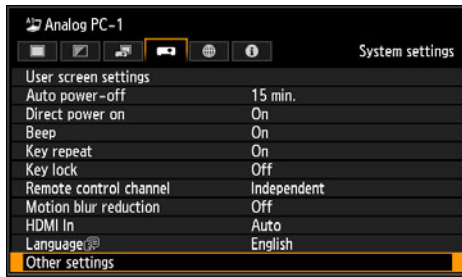 Analog PC-1
System settings
User screen settings
Auto power-off 15 min.
Direct power on On
Beep On
Key repeat On
Key lock Off
Remote control channel Independent
Motion blur reduction Off
HDMI In Auto
Language English
Other settings